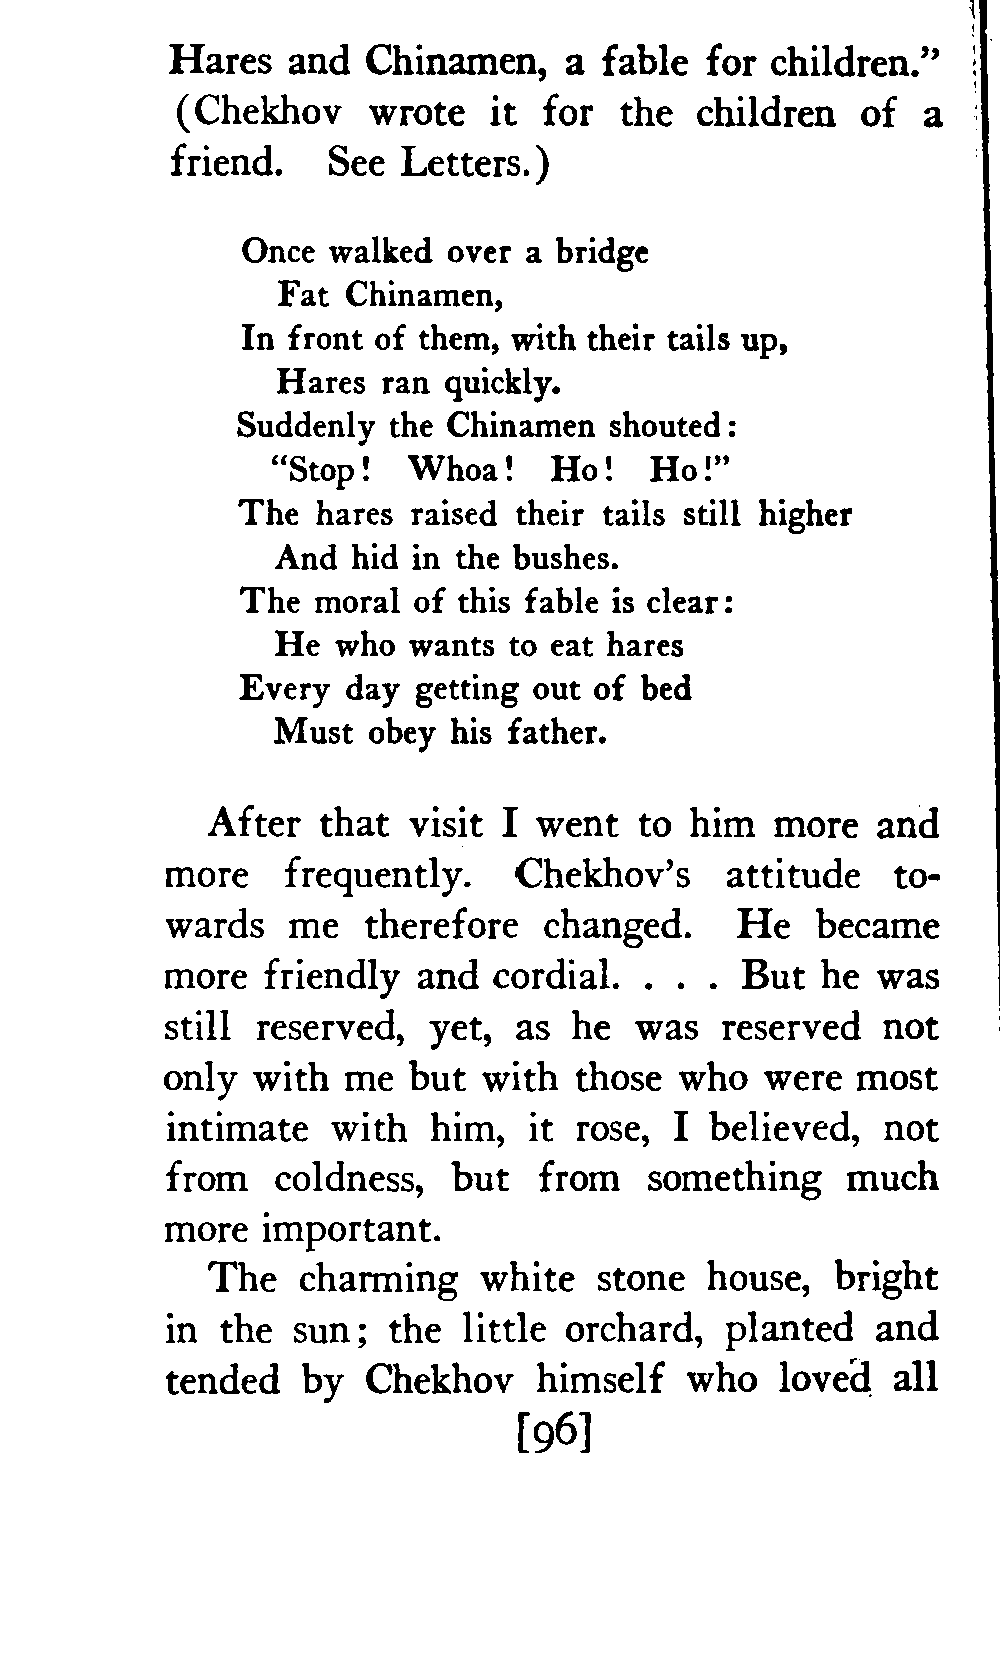 Hares and Chinamen, a fable for children."
(Chekhov wrote it for the children of a
friend. See Letters.)
Once walked over a bridge
Fat Chinamen,
In front of them, with their tails up,
Hares ran quickly.
Suddenly the Chinamen shouted:
"Stop! Whoa! Ho! Ho!"
The hares raised their tails still higher
And hid in the bushes.
The moral of this fable is clear:
He who wants to eat hares
Every day getting out of bed
Must obey his father.
After that visit I went to him more and
more frequently. Chekhov's attitude to-
wards me therefore changed. He became
more friendly and cordial. . . . But he was
still reserved, yet, as he was reserved not
only with me but with those who were most
intimate with him, it rose, I believed, not
from coldness, but from something much
more important.
The charming white stone house, bright
in the sun; the little orchard, planted and
tended by Chekhov himself who loved all
[96]